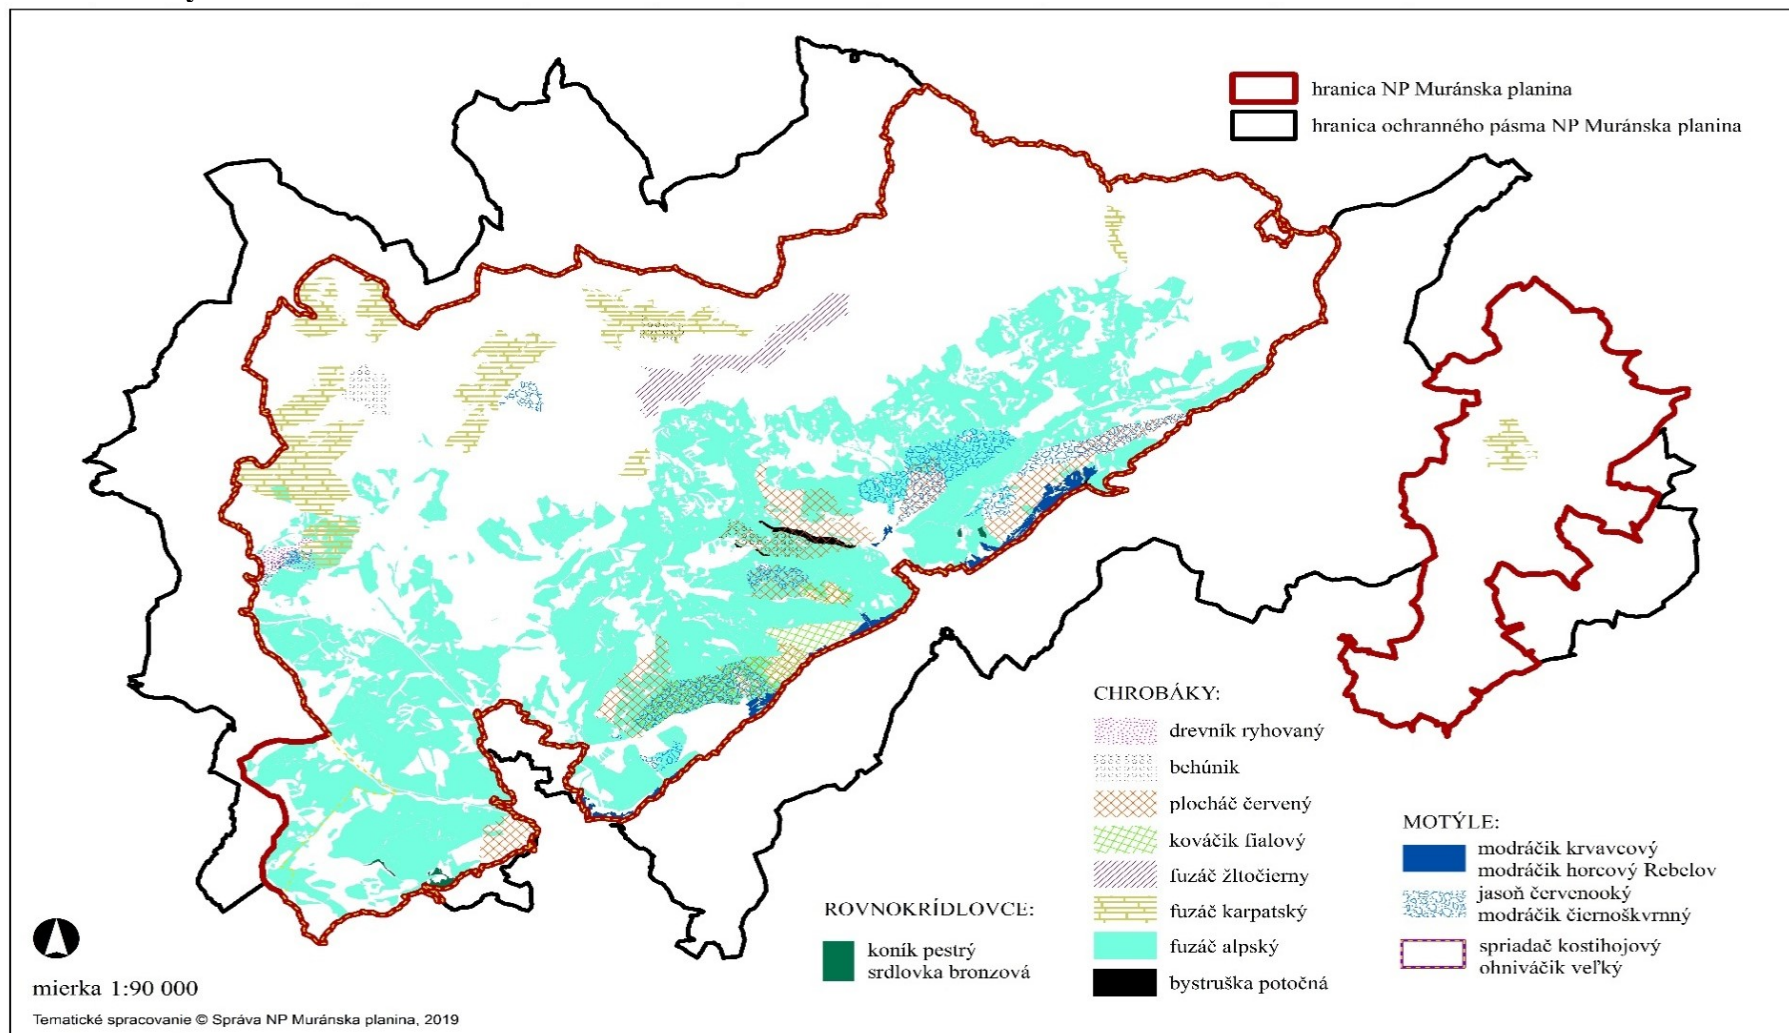 hranica NP Muránska planina
hranica ochranného pásma NP Muránska planina
CHROBÁKY:
drevník ryhovaný
behúnik
plocháč červený
kováčik fialový
fuzáč žltočierny
fuzáč karpatský
fuzáč alpský
bystruška potočná
MOTÝLE:
modráčik krvavcový
modráčik horcový Rebelov
jasoň červenooký
modráčik čiernoškvrnný
spriadač kostihojový
ohniváčik veľký
ROVNOKRÍDLOVCE:
koník pestrý
srdlovka bronzová
mierka 1:90 000
Tematické spracovanie © Správa NP Muránska planina, 2019